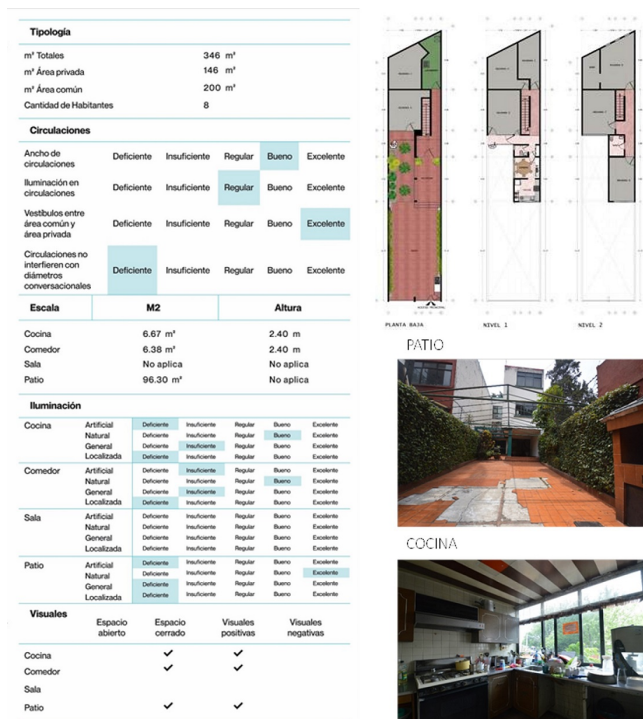 Tipología
m² Totales 346 m²
m² Área privada 146 m²
m² Área común 200 m²
Cantidad de Habitantes 8
Circulaciones
Ancho de circulaciones Deficiente Insuficiente Regular Bueno Excelente
Iluminación en circulaciones Deficiente Insuficiente Regular Bueno Excelente
Vestíbulos entre área común y área privada Deficiente Insuficiente Regular Bueno Excelente
Circulaciones no interfieren con diámetros conversacionales Deficiente Insuficiente Regular Bueno Excelente
Escala M2 Altura
Cocina 6.67 m² 2.40 m
Comedor 6.38 m² 2.40 m
Sala No aplica No aplica
Patio 96.30 m² No aplica
Iluminación
Cocina Artificial Deficiente Insuficiente Regular Bueno Excelente
Natural Deficiente Insuficiente Regular Bueno Excelente
General Deficiente Insuficiente Regular Bueno Excelente
Localizada Deficiente Insuficiente Regular Bueno Excelente
Comedor Artificial Deficiente Insuficiente Regular Bueno Excelente
Natural Deficiente Insuficiente Regular Bueno Excelente
General Deficiente Insuficiente Regular Bueno Excelente
Localizada Deficiente Insuficiente Regular Bueno Excelente
Sala Artificial Deficiente Insuficiente Regular Bueno Excelente
Natural Deficiente Insuficiente Regular Bueno Excelente
General Deficiente Insuficiente Regular Bueno Excelente
Localizada Deficiente Insuficiente Regular Bueno Excelente
Patio Artificial Deficiente Insuficiente Regular Bueno Excelente
Natural Deficiente Insuficiente Regular Bueno Excelente
General Deficiente Insuficiente Regular Bueno Excelente
Localizada Deficiente Insuficiente Regular Bueno Excelente
Visuales Espacio abierto Espacio cerrado Visuales positivas Visuales negativas
Cocina ✓ ✓
Comedor ✓ ✓
Sala
Patio ✓ ✓
PLANTA BAJA NIVEL 1 NIVEL 2
PATIO
COCINA